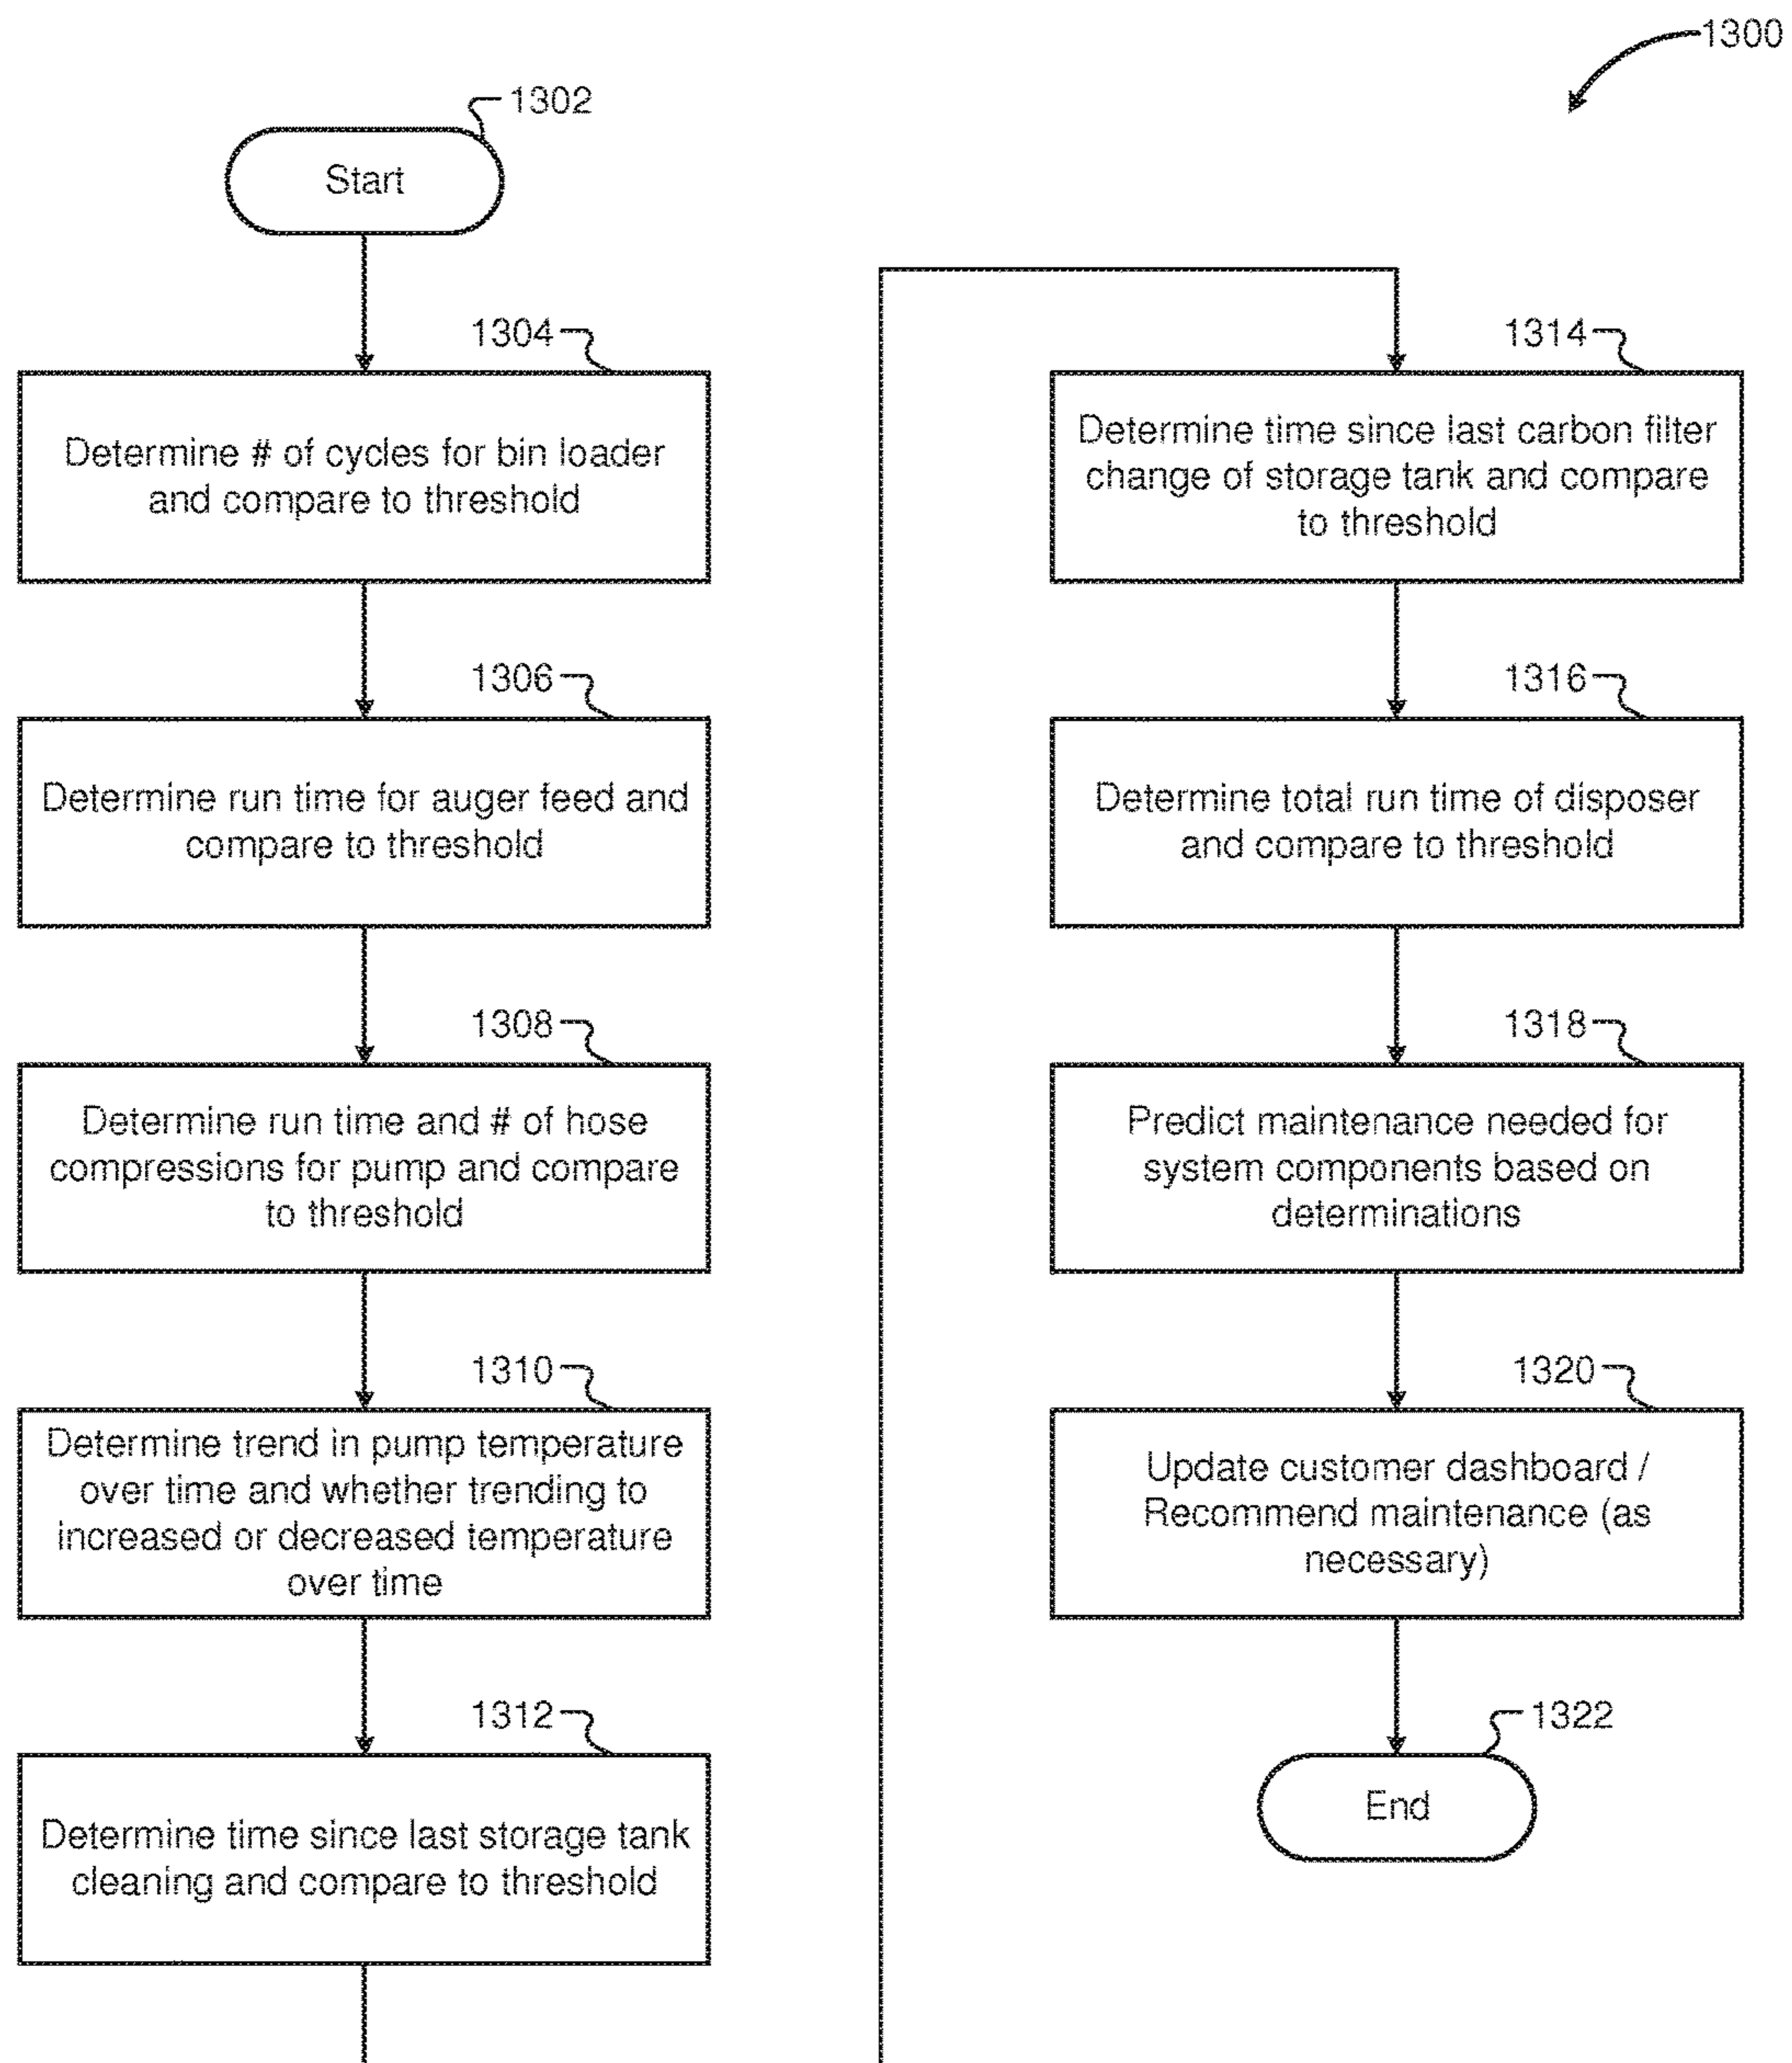 1300
1302
Start
1304
Determine # of cycles for bin loader
and compare to threshold
1306
Determine run time for auger feed and
compare to threshold
1308
Determine run time and # of hose
compressions for pump and compare
to threshold
1310
Determine trend in pump temperature
over time and whether trending to
increased or decreased temperature
over time
1312
Determine time since last storage tank
cleaning and compare to threshold
1314
Determine time since last carbon filter
change of storage tank and compare
to threshold
1316
Determine total run time of disposer
and compare to threshold
1318
Predict maintenance needed for
system components based on
determinations
1320
Update customer dashboard /
Recommend maintenance (as
necessary)
1322
End